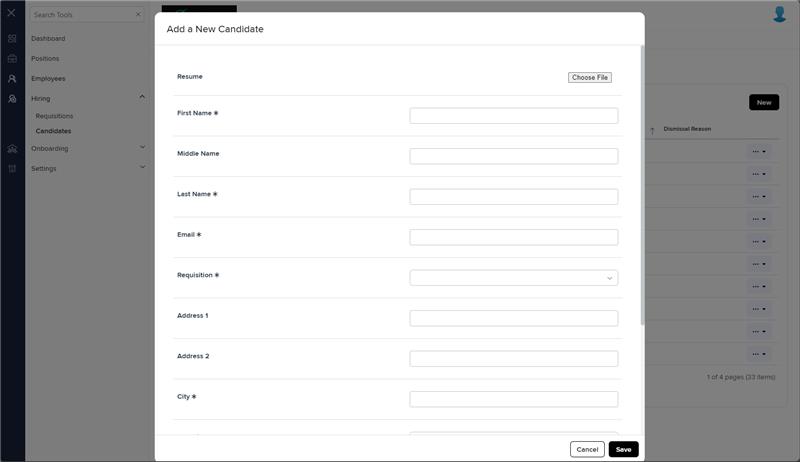 Search Tools
Dashboard
Positions
Employees
Hiring
Requisitions
Candidates
Onboarding
Settings
Add a New Candidate
Resume
Choose File
First Name ∗
Middle Name
Last Name ∗
Email ∗
Requisition ∗
Address 1
Address 2
City ∗
Cancel
Save
New
Dismissal Reason
1 of 4 pages (33 items)